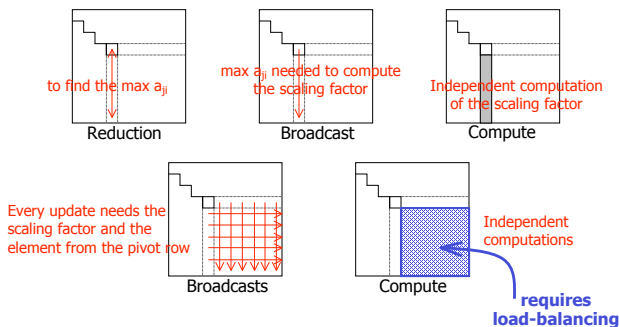 to find the max aji
Reduction
max aji needed to compute
the scaling factor
Broadcast
Independent computation
of the scaling factor
Compute
Every update needs the
scaling factor and the
element from the pivot row
Broadcasts
Compute
Independent
computations
requires
load-balancing